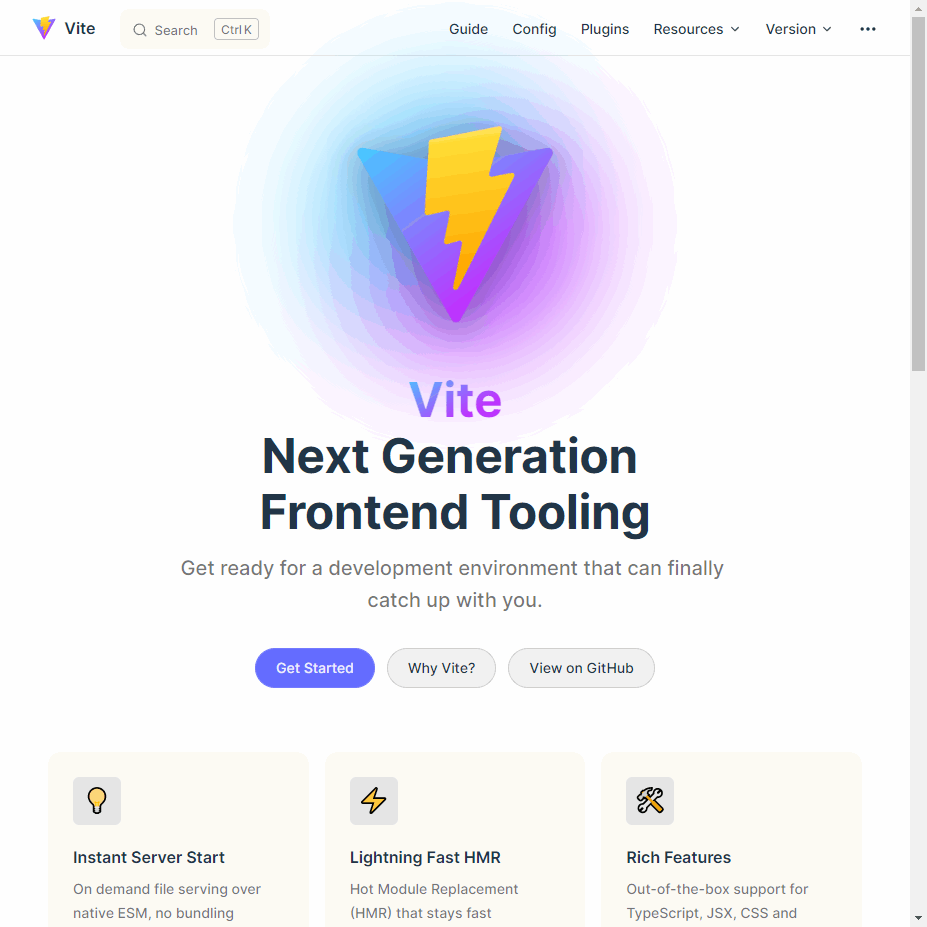 Vite
Search Ctrl K
Guide Config Plugins Resources Version
Vite
Next Generation
Frontend Tooling
Get ready for a development environment that can finally
catch up with you.
Get Started Why Vite? View on GitHub
Instant Server Start
On demand file serving over
native ESM, no bundling
Lightning Fast HMR
Hot Module Replacement
(HMR) that stays fast
Rich Features
Out-of-the-box support for
TypeScript, JSX, CSS and